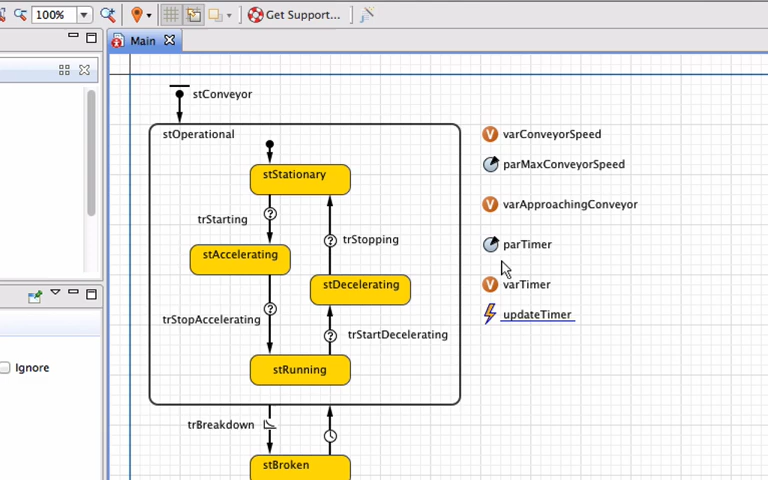 100%
Get Support...
Main
stConveyor
stOperational
stStationary
trStarting
trStopping
stAccelerating
stDecelerating
trStopAccelerating
trStartDecelerating
stRunning
trBreakdown
stBroken
varConveyorSpeed
parMaxConveyorSpeed
varApproachingConveyor
parTimer
varTimer
updateTimer
Ignore